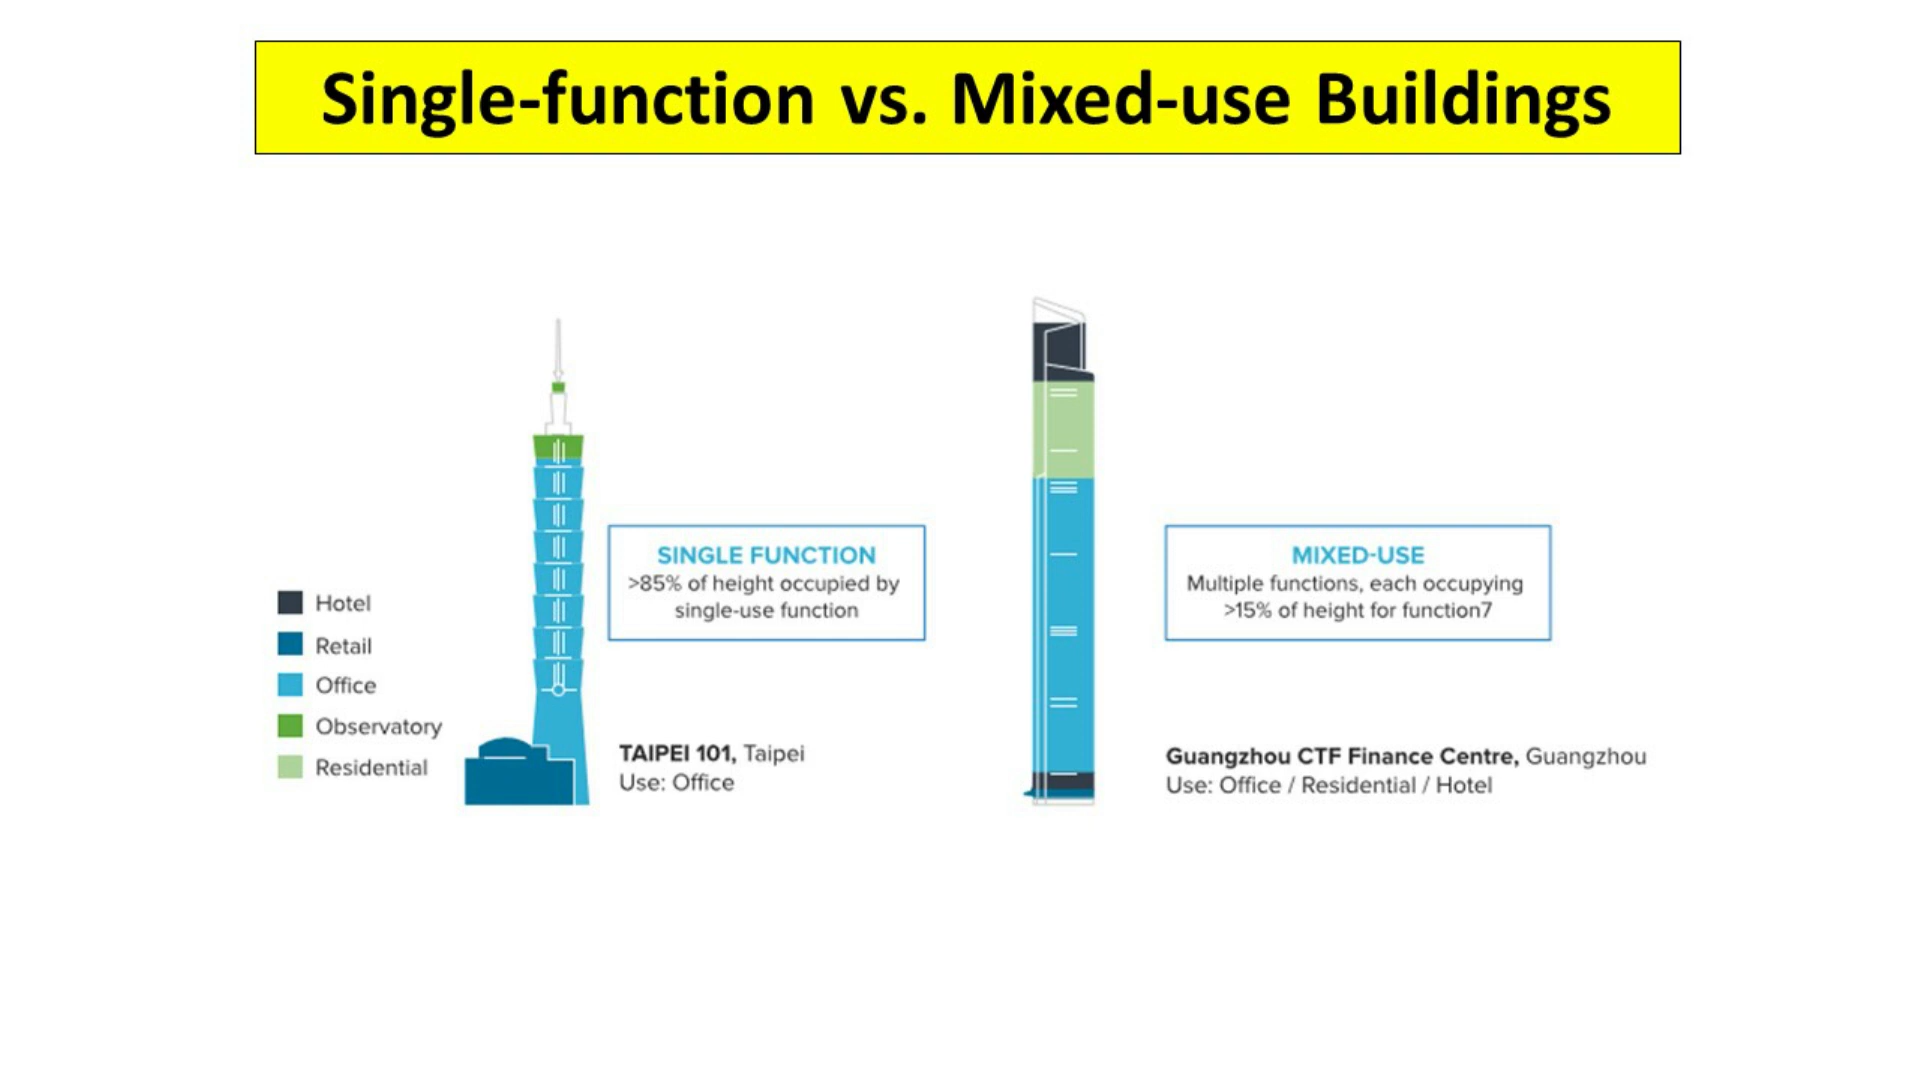 Single-function vs. Mixed-use Buildings
Hotel
Retail
Office
Observatory
Residential
SINGLE FUNCTION
>85% of height occupied by
single-use function
TAIPEI 101, Taipei
Use: Office
MIXED-USE
Multiple functions, each occupying
>15% of height for function7
Guangzhou CTF Finance Centre, Guangzhou
Use: Office / Residential / Hotel